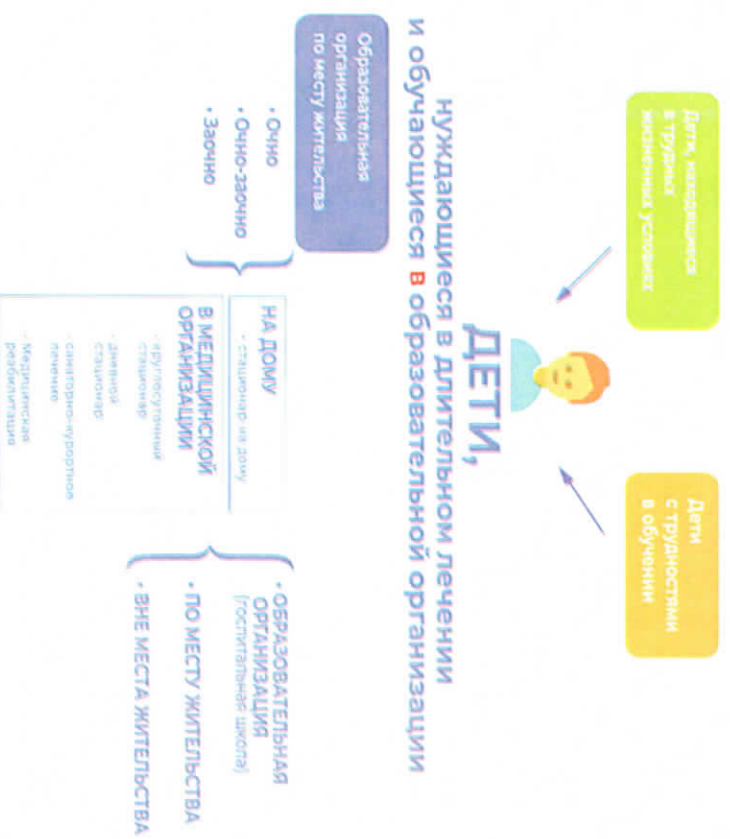 Дети, находящиеся
в трудных
жизненных условиях
Дети
с трудностями
в обучении
ДЕТИ,
нуждающиеся в длительном лечении
и обучающиеся в образовательной организации
Образовательная
организация
по месту жительства
• Очно
• Очно-заочно
• Заочно
НА ДОМУ
- стационар на дому
В МЕДИЦИНСКОЙ
ОРГАНИЗАЦИИ
- круглосуточный
стационар
- дневной
стационар
- санаторно-курортное
лечение
- Медицинская
реабилитация
• ОБРАЗОВАТЕЛЬНАЯ
ОРГАНИЗАЦИЯ
(госпитальная школа)
• ПО МЕСТУ ЖИТЕЛЬСТВА
• ВНЕ МЕСТА ЖИТЕЛЬСТВА